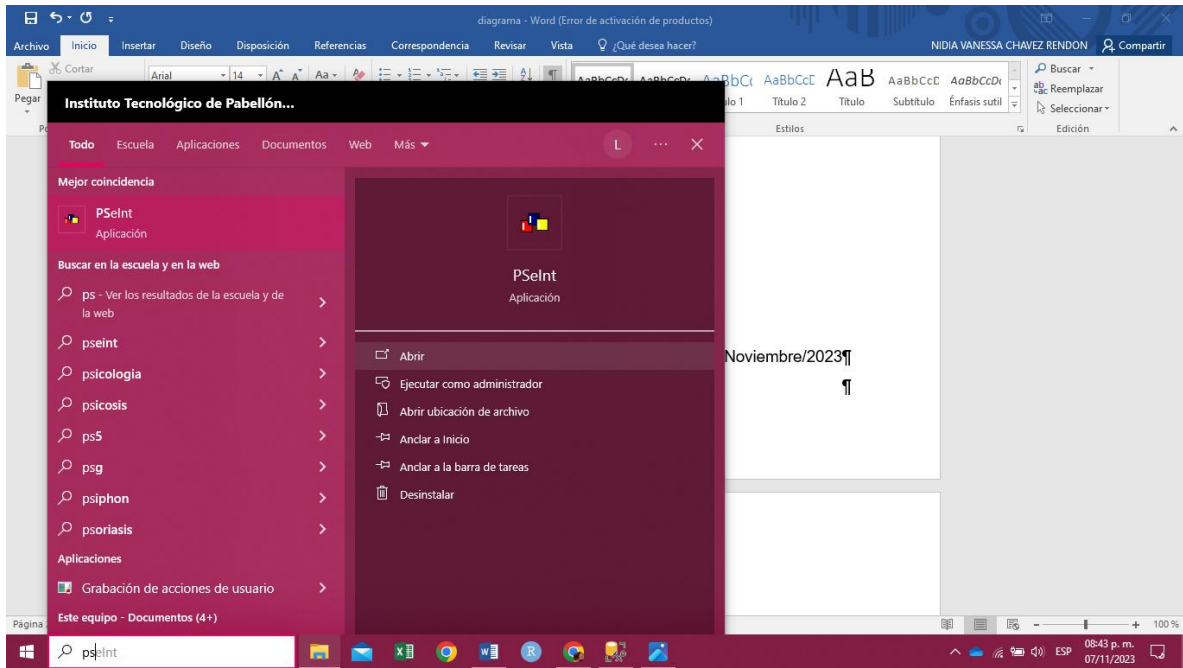 diagrama - Word (Error de activación de productos)
Archivo Inicio Insertar Diseño Disposición Referencias Correspondencia Revisar Vista ¿Qué desea hacer? NIDIA VANESSA CHAVEZ RENDON Compartir
Cortar
Arial 14
Pegar
AaBbCcDc AaBbCcDc AaBbC( AaBbCcE AaB AaBbCcD AaBbCcDc
Título 2 Título Subtítulo Énfasis sutil
Estilos
Buscar
Reemplazar
Seleccionar
Edición
Instituto Tecnológico de Pabellón...
Todo Escuela Aplicaciones Documentos Web Más L ...
Mejor coincidencia
PSeInt
Aplicación
Buscar en la escuela y en la web
ps - Ver los resultados de la escuela y de
la web
pseint
psicologia
psicosis
ps5
psg
psiphon
psoriasis
Aplicaciones
Grabación de acciones de usuario
Este equipo - Documentos (4+)
PSeInt
Aplicación
Abrir
Ejecutar como administrador
Abrir ubicación de archivo
Anclar a Inicio
Anclar a la barra de tareas
Desinstalar
Noviembre/2023¶
¶
Página
100 %
pseInt
ESP
08:43 p. m.
07/11/2023